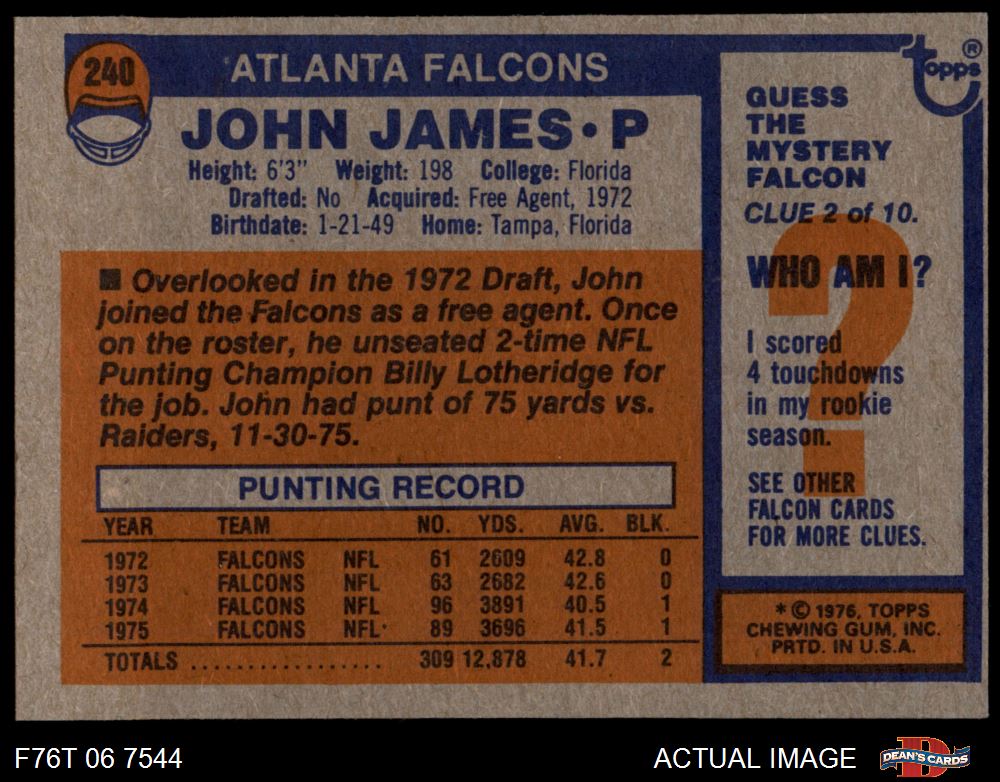 240
ATLANTA FALCONS
JOHN JAMES • P
Height: 6'3" Weight: 198 College: Florida
Drafted: No Acquired: Free Agent, 1972
Birthdate: 1-21-49 Home: Tampa, Florida
■ Overlooked in the 1972 Draft, John
joined the Falcons as a free agent. Once
on the roster, he unseated 2-time NFL
Punting Champion Billy Lotheridge for
the job. John had punt of 75 yards vs.
Raiders, 11-30-75.
PUNTING RECORD
YEAR TEAM NO. YDS. AVG. BLK.
1972 FALCONS NFL 61 2609 42.8 0
1973 FALCONS NFL 63 2682 42.6 0
1974 FALCONS NFL 96 3891 40.5 1
1975 FALCONS NFL 89 3696 41.5 1
TOTALS ................. 309 12,878 41.7 2
topps®
GUESS
THE
MYSTERY
FALCON
CLUE 2 of 10.
WHO AM I?
I scored
4 touchdowns
in my rookie
season.
SEE OTHER
FALCON CARDS
FOR MORE CLUES.
* © 1976, TOPPS
CHEWING GUM, INC.
PRTD. IN U.S.A.
F76T 06 7544
ACTUAL IMAGE
DEAN'S CARDS